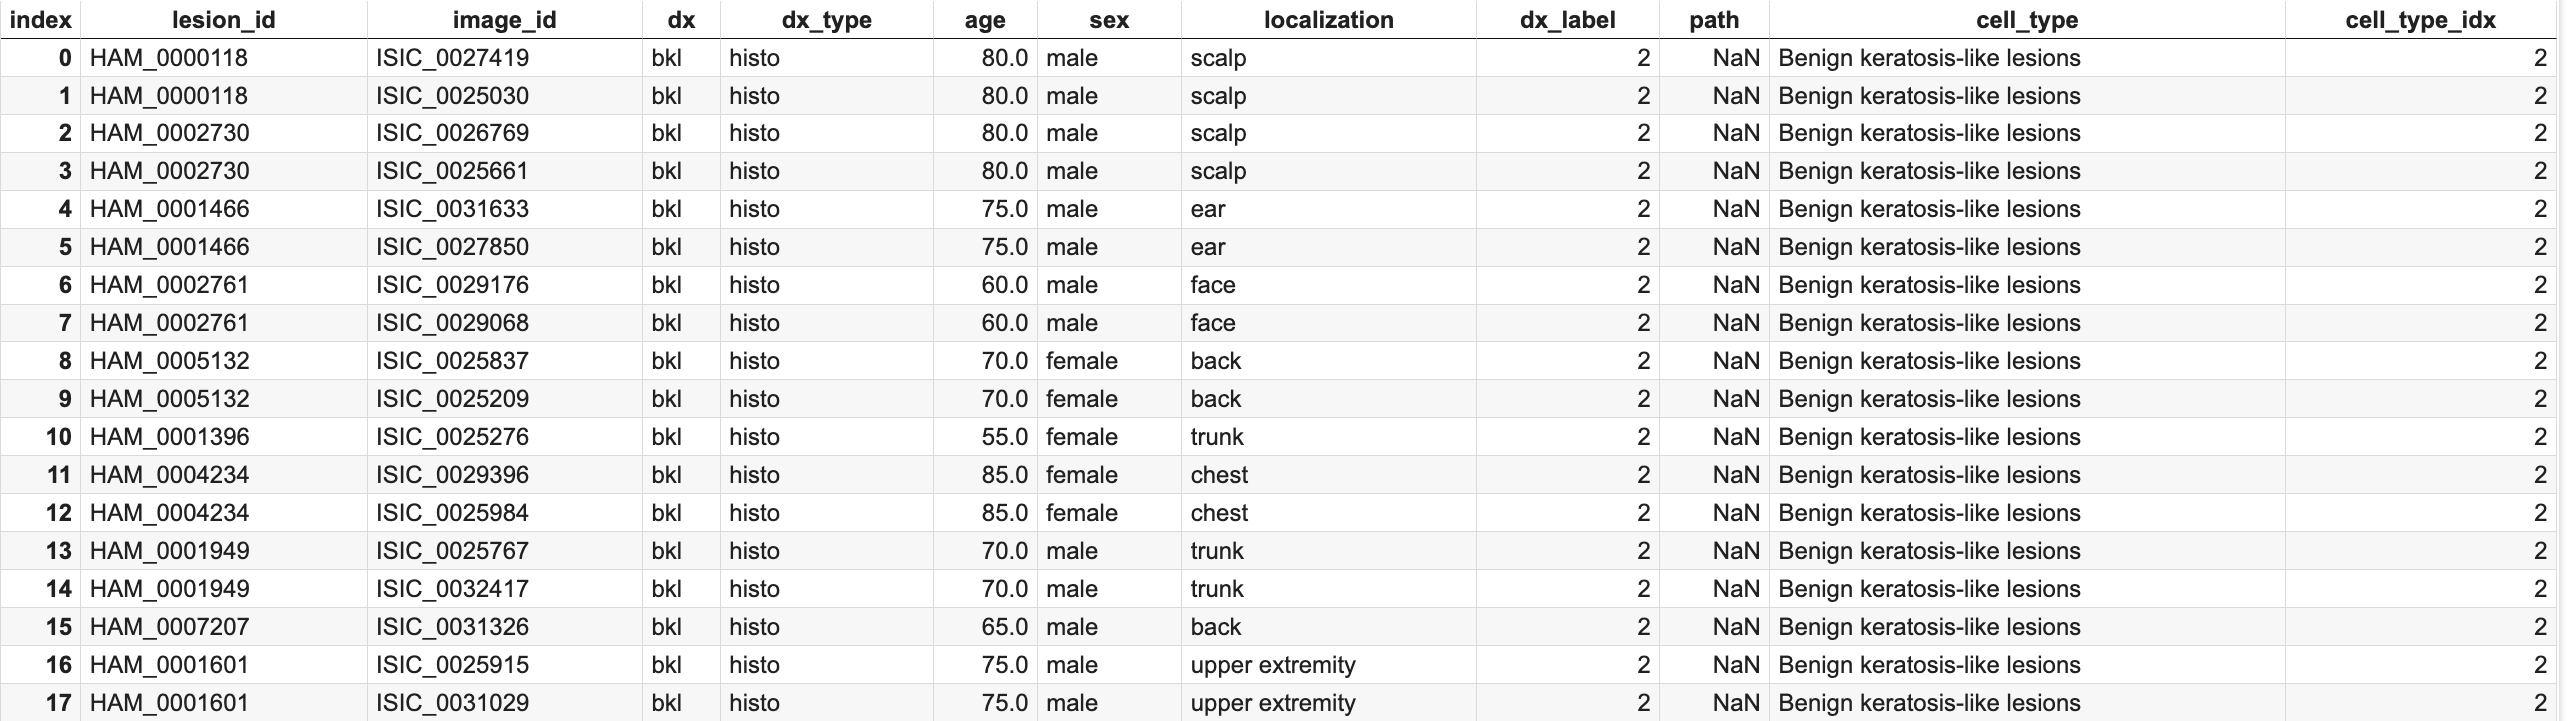 index lesion_id image_id dx dx_type age sex localization dx_label path cell_type cell_type_idx
0 HAM_0000118 ISIC_0027419 bkl histo 80.0 male scalp 2 NaN Benign keratosis-like lesions 2
1 HAM_0000118 ISIC_0025030 bkl histo 80.0 male scalp 2 NaN Benign keratosis-like lesions 2
2 HAM_0002730 ISIC_0026769 bkl histo 80.0 male scalp 2 NaN Benign keratosis-like lesions 2
3 HAM_0002730 ISIC_0025661 bkl histo 80.0 male scalp 2 NaN Benign keratosis-like lesions 2
4 HAM_0001466 ISIC_0031633 bkl histo 75.0 male ear 2 NaN Benign keratosis-like lesions 2
5 HAM_0001466 ISIC_0027850 bkl histo 75.0 male ear 2 NaN Benign keratosis-like lesions 2
6 HAM_0002761 ISIC_0029176 bkl histo 60.0 male face 2 NaN Benign keratosis-like lesions 2
7 HAM_0002761 ISIC_0029068 bkl histo 60.0 male face 2 NaN Benign keratosis-like lesions 2
8 HAM_0005132 ISIC_0025837 bkl histo 70.0 female back 2 NaN Benign keratosis-like lesions 2
9 HAM_0005132 ISIC_0025209 bkl histo 70.0 female back 2 NaN Benign keratosis-like lesions 2
10 HAM_0001396 ISIC_0025276 bkl histo 55.0 female trunk 2 NaN Benign keratosis-like lesions 2
11 HAM_0004234 ISIC_0029396 bkl histo 85.0 female chest 2 NaN Benign keratosis-like lesions 2
12 HAM_0004234 ISIC_0025984 bkl histo 85.0 female chest 2 NaN Benign keratosis-like lesions 2
13 HAM_0001949 ISIC_0025767 bkl histo 70.0 male trunk 2 NaN Benign keratosis-like lesions 2
14 HAM_0001949 ISIC_0032417 bkl histo 70.0 male trunk 2 NaN Benign keratosis-like lesions 2
15 HAM_0007207 ISIC_0031326 bkl histo 65.0 male back 2 NaN Benign keratosis-like lesions 2
16 HAM_0001601 ISIC_0025915 bkl histo 75.0 male upper extremity 2 NaN Benign keratosis-like lesions 2
17 HAM_0001601 ISIC_0031029 bkl histo 75.0 male upper extremity 2 NaN Benign keratosis-like lesions 2